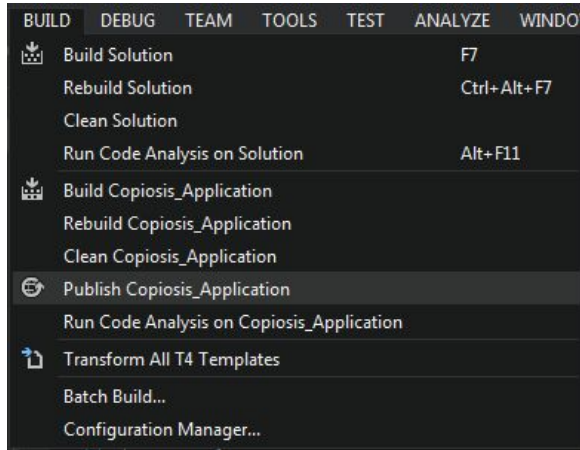 BUILD DEBUG TEAM TOOLS TEST ANALYZE WINDO
Build Solution F7
Rebuild Solution Ctrl+Alt+F7
Clean Solution
Run Code Analysis on Solution Alt+F11
Build Copiosis_Application
Rebuild Copiosis_Application
Clean Copiosis_Application
Publish Copiosis_Application
Run Code Analysis on Copiosis_Application
Transform All T4 Templates
Batch Build...
Configuration Manager...